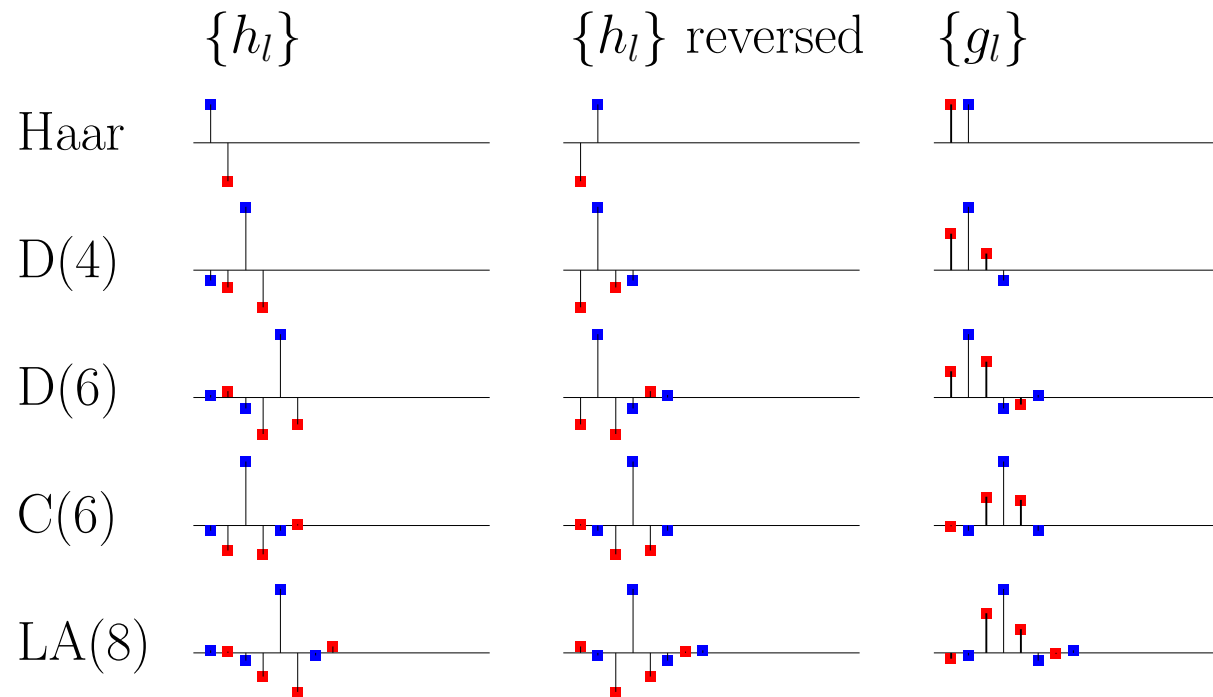 {h_l} {h_l} reversed {g_l}
Haar
D(4)
D(6)
C(6)
LA(8)